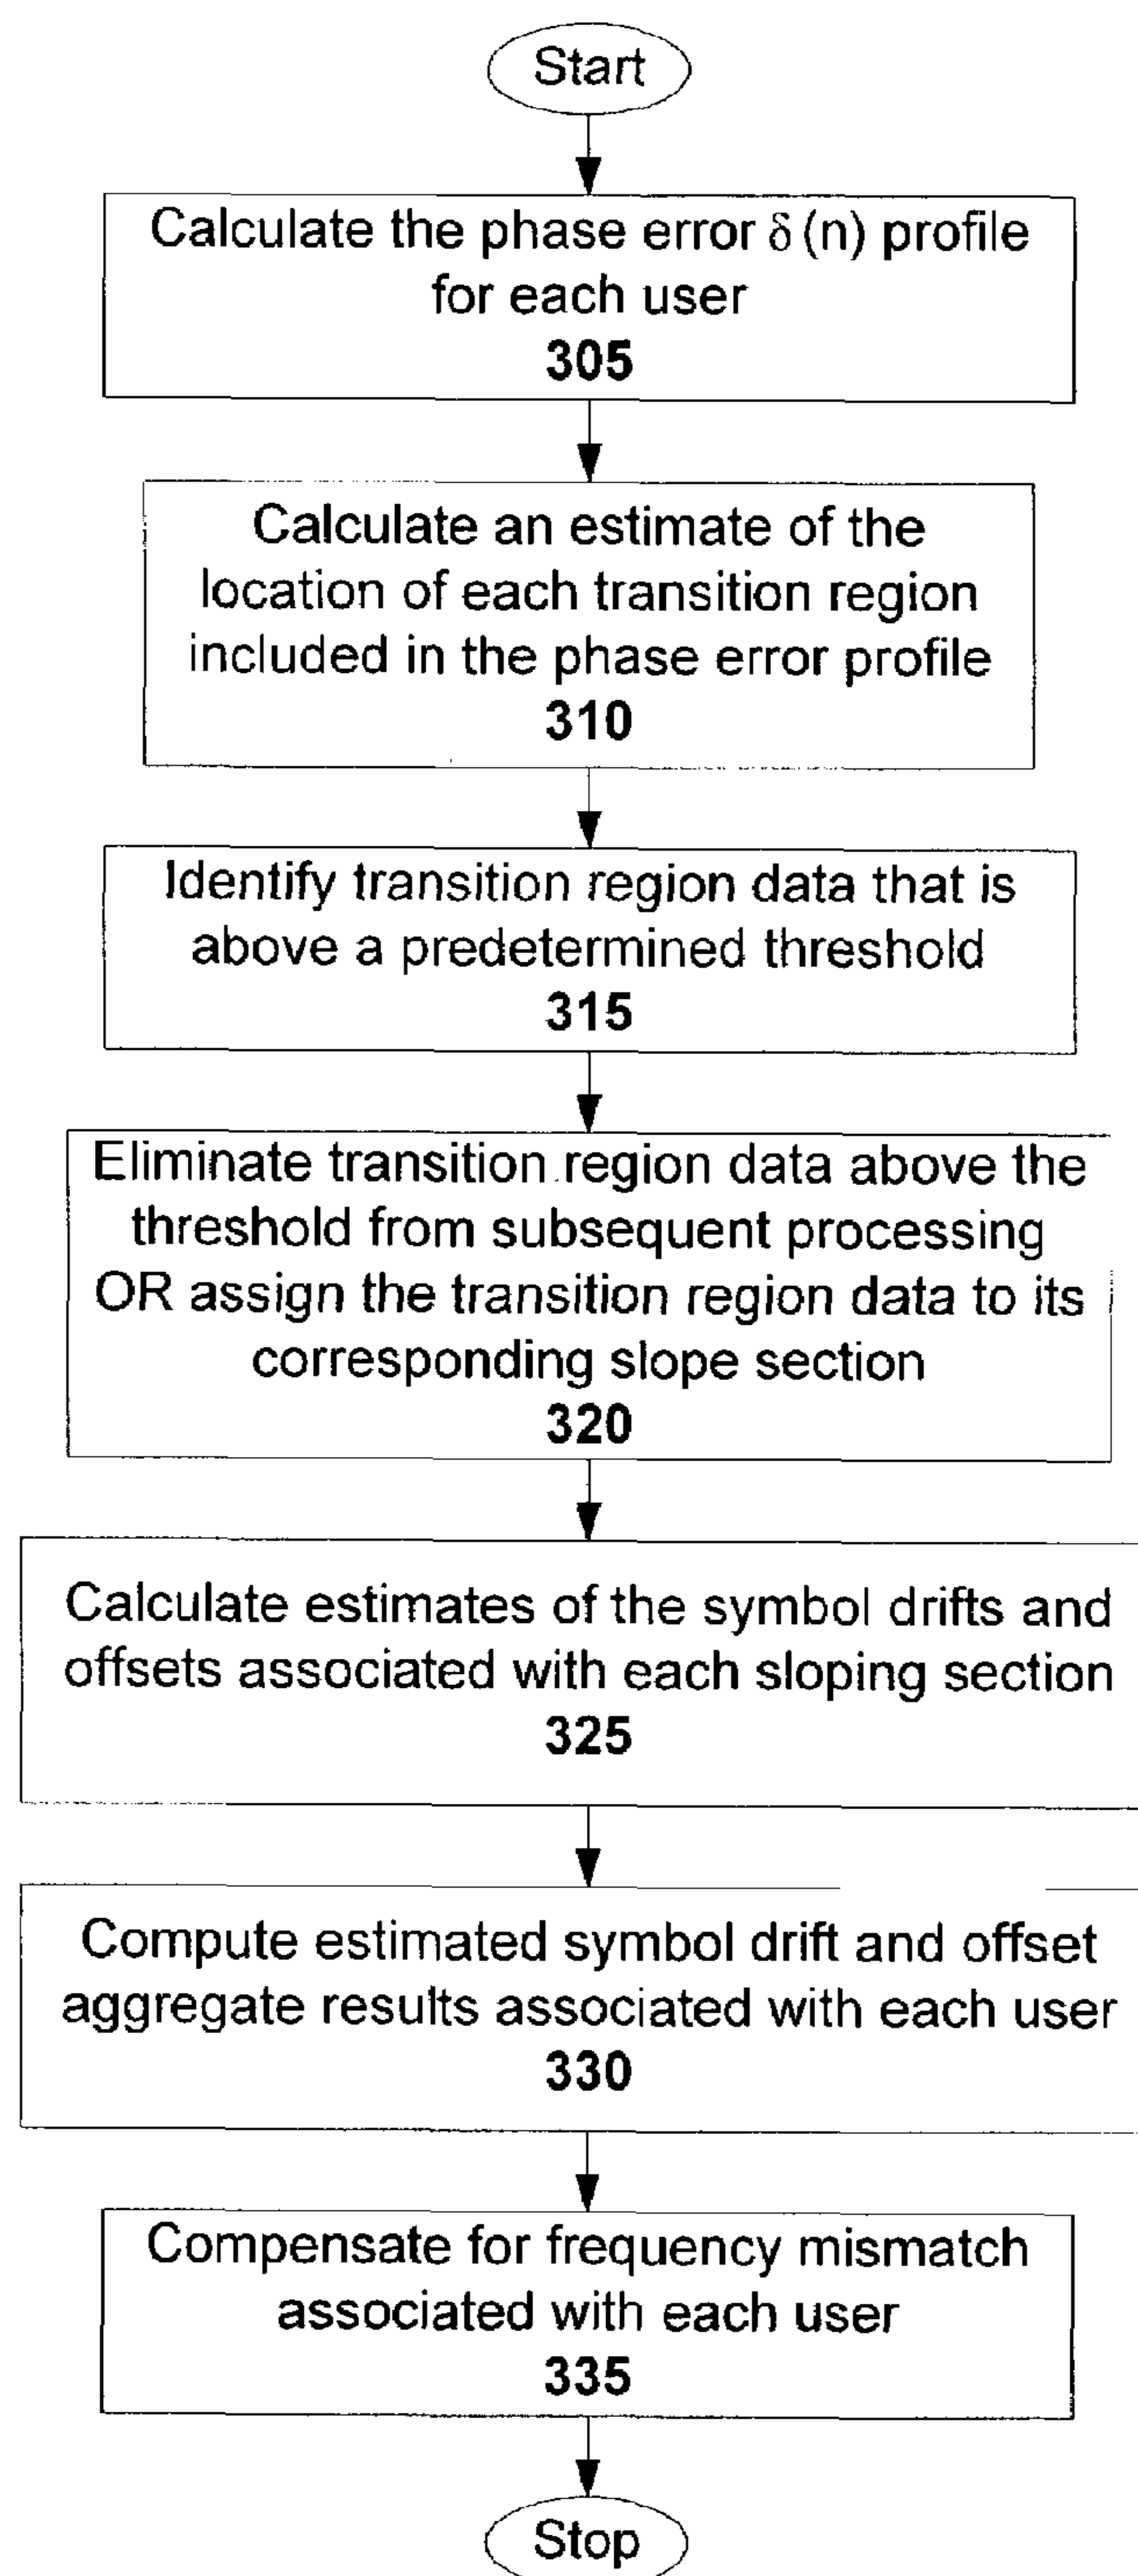 Start
Calculate the phase error δ (n) profile
for each user
305
Calculate an estimate of the
location of each transition region
included in the phase error profile
310
Identify transition region data that is
above a predetermined threshold
315
Eliminate transition region data above the
threshold from subsequent processing
OR assign the transition region data to its
corresponding slope section
320
Calculate estimates of the symbol drifts and
offsets associated with each sloping section
325
Compute estimated symbol drift and offset
aggregate results associated with each user
330
Compensate for frequency mismatch
associated with each user
335
Stop